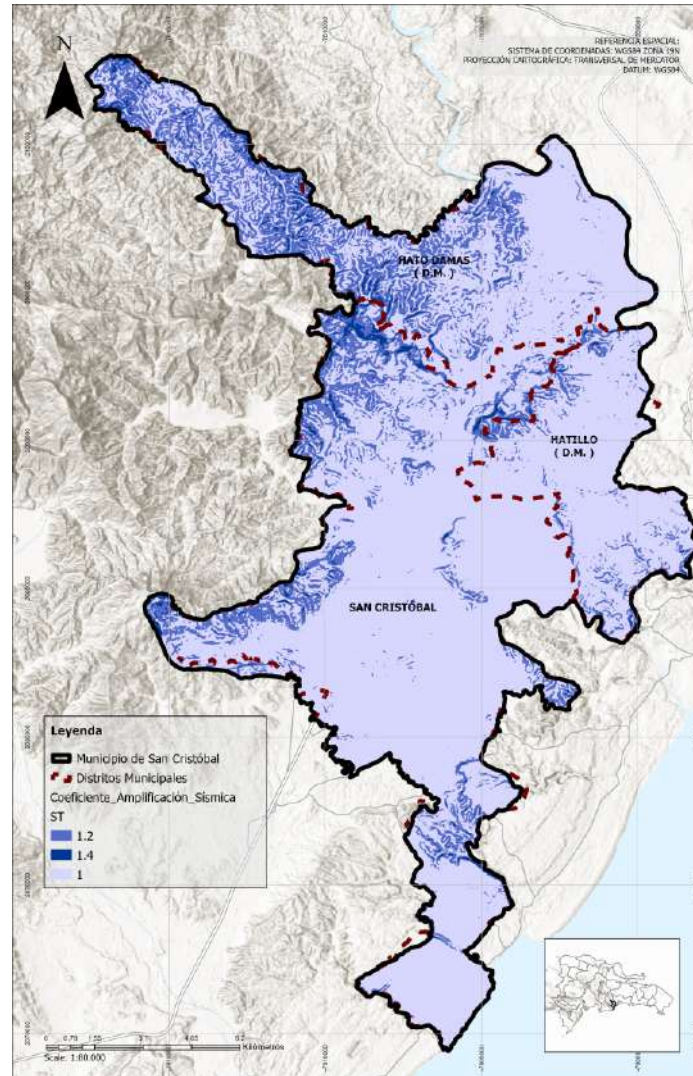 N
REFERENCIA ESPACIAL:
SISTEMA DE COORDENADAS: WGS84 ZONA 19N
PROYECCIÓN CARTOGRÁFICA: TRANSVERSAL DE MERCATOR
DATUM: WGS84
HATO DAMAS
( D.M. )
HATILLO
( D.M. )
SAN CRISTÓBAL
Leyenda
Municipio de San Cristóbal
Distritos Municipales
Coeficiente_Amplificación_Sísmica
ST
1.2
1.4
1
Kilómetros
Scale: 1:80.000